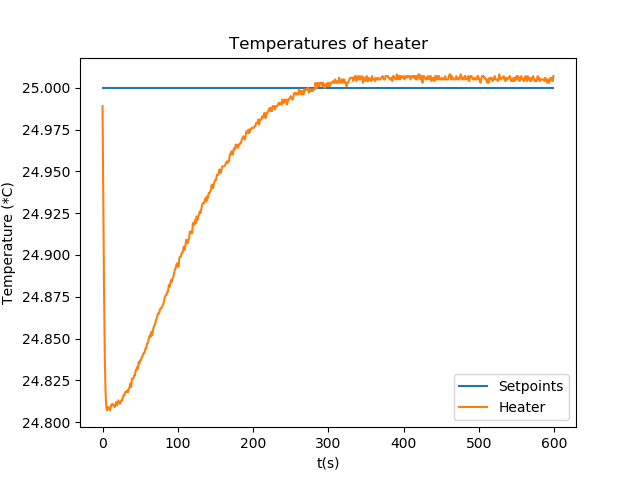 Temperatures of heater
Temperature (*C)
25.000
24.975
24.950
24.925
24.900
24.875
24.850
24.825
24.800
0 100 200 300 400 500 600
t(s)
Setpoints
Heater